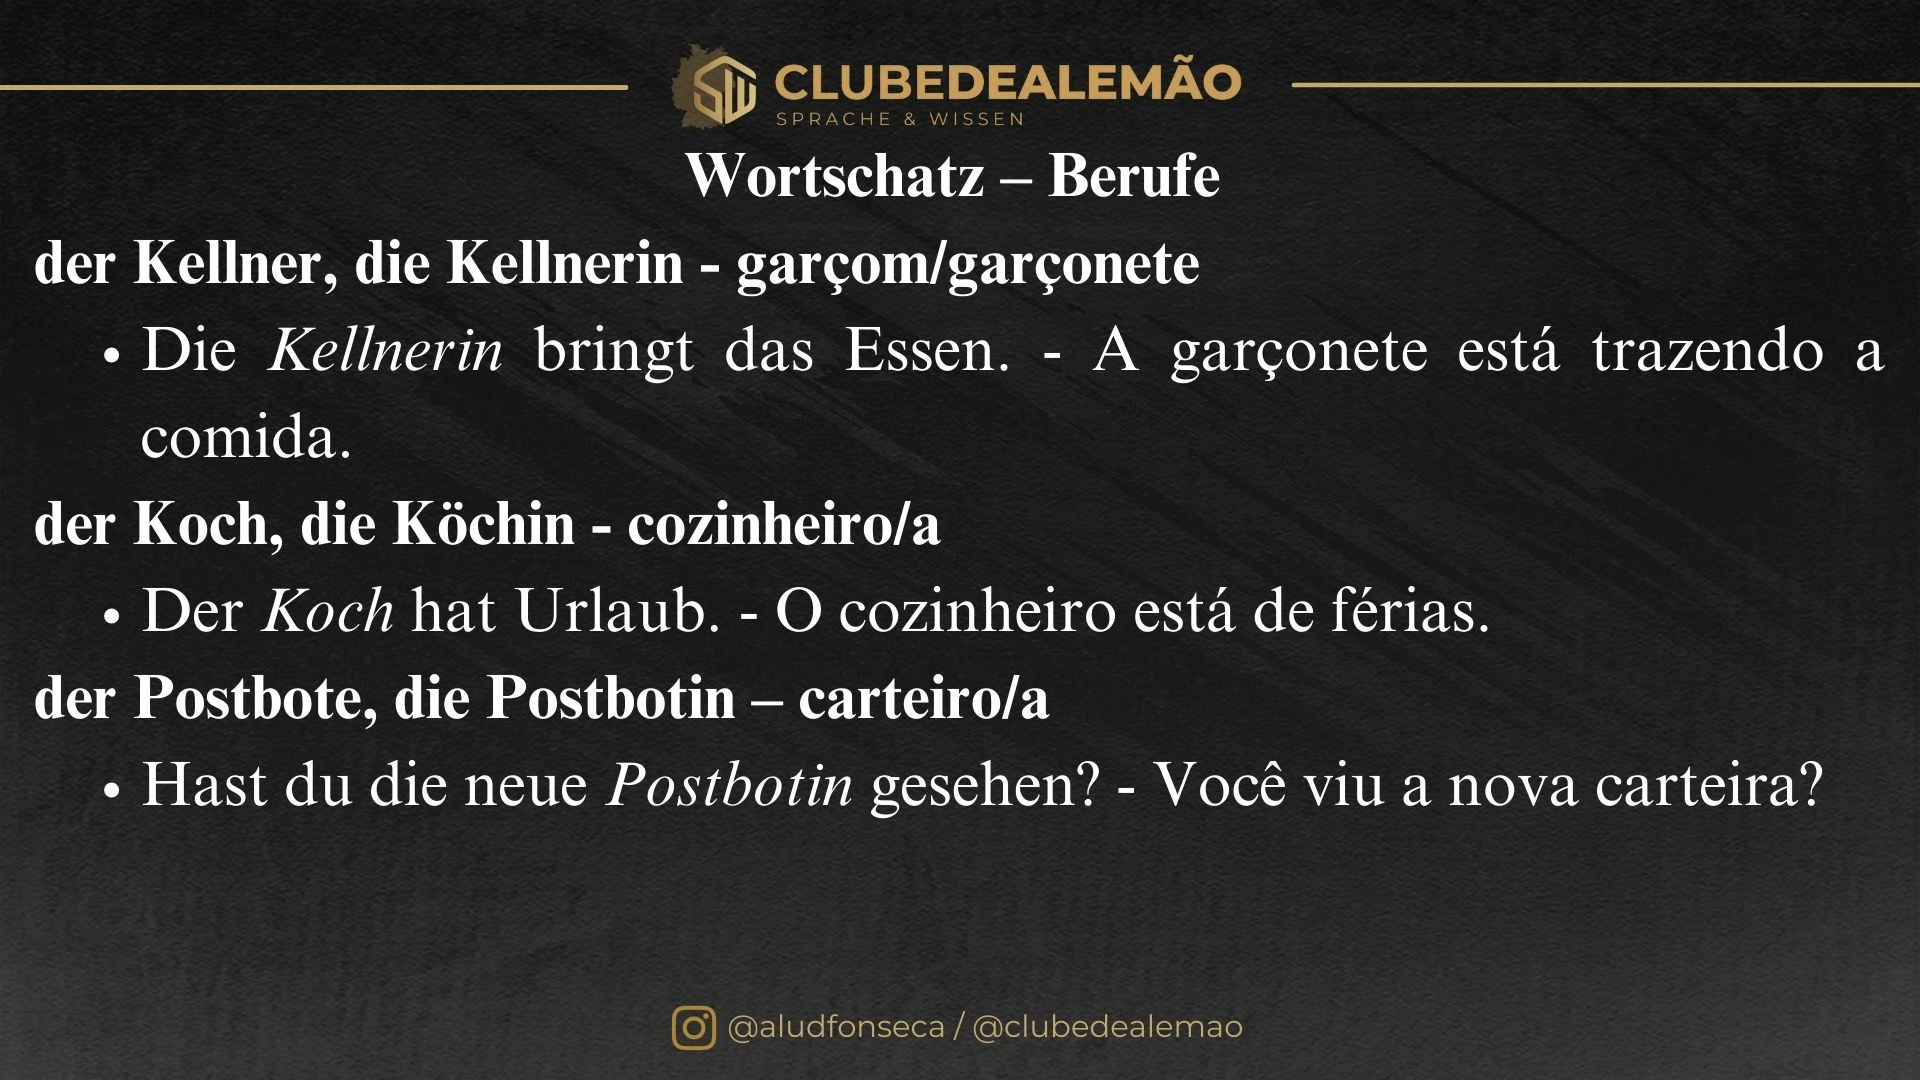 CLUBEDEALEMÃO
SPRACHE & WISSEN
Wortschatz – Berufe
der Kellner, die Kellnerin - garçom/garçonete
• Die Kellnerin bringt das Essen. - A garçonete está trazendo a
comida.
der Koch, die Köchin - cozinheiro/a
• Der Koch hat Urlaub. - O cozinheiro está de férias.
der Postbote, die Postbotin – carteiro/a
• Hast du die neue Postbotin gesehen? - Você viu a nova carteira?
@aludfonseca / @clubedealemao